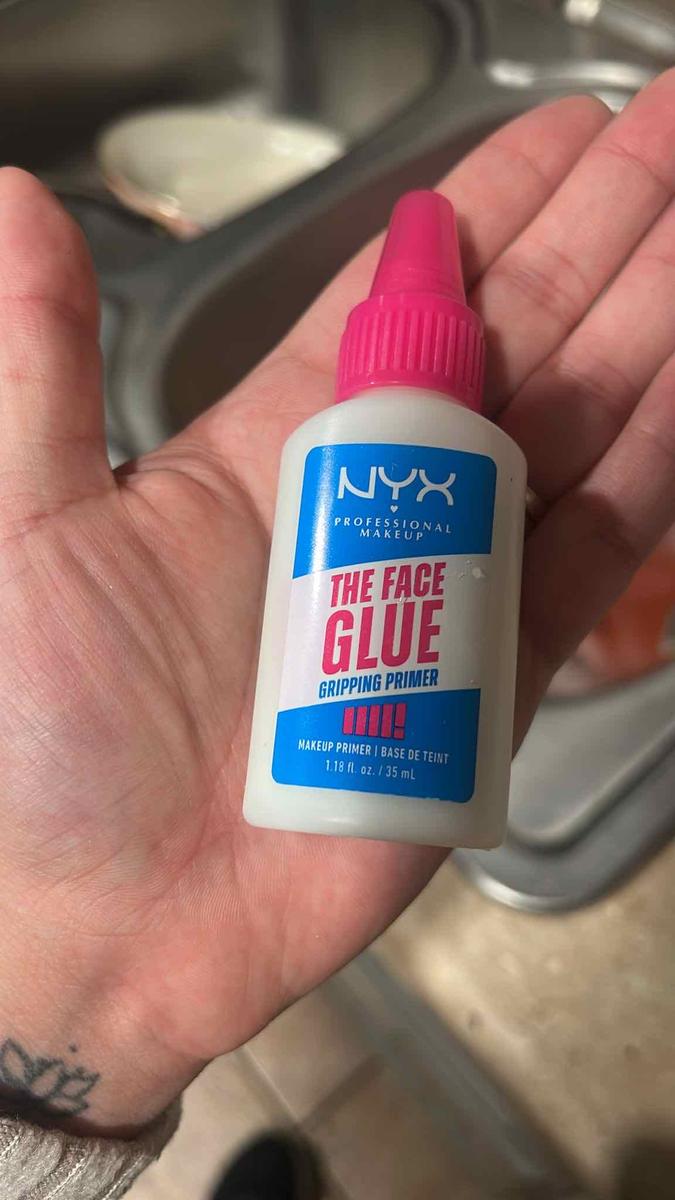 NYX
PROFESSIONAL
MAKEUP
THE FACE
GLUE
GRIPPING PRIMER
MAKEUP PRIMER | BASE DE TEINT
1.18 fl. oz. / 35 mL